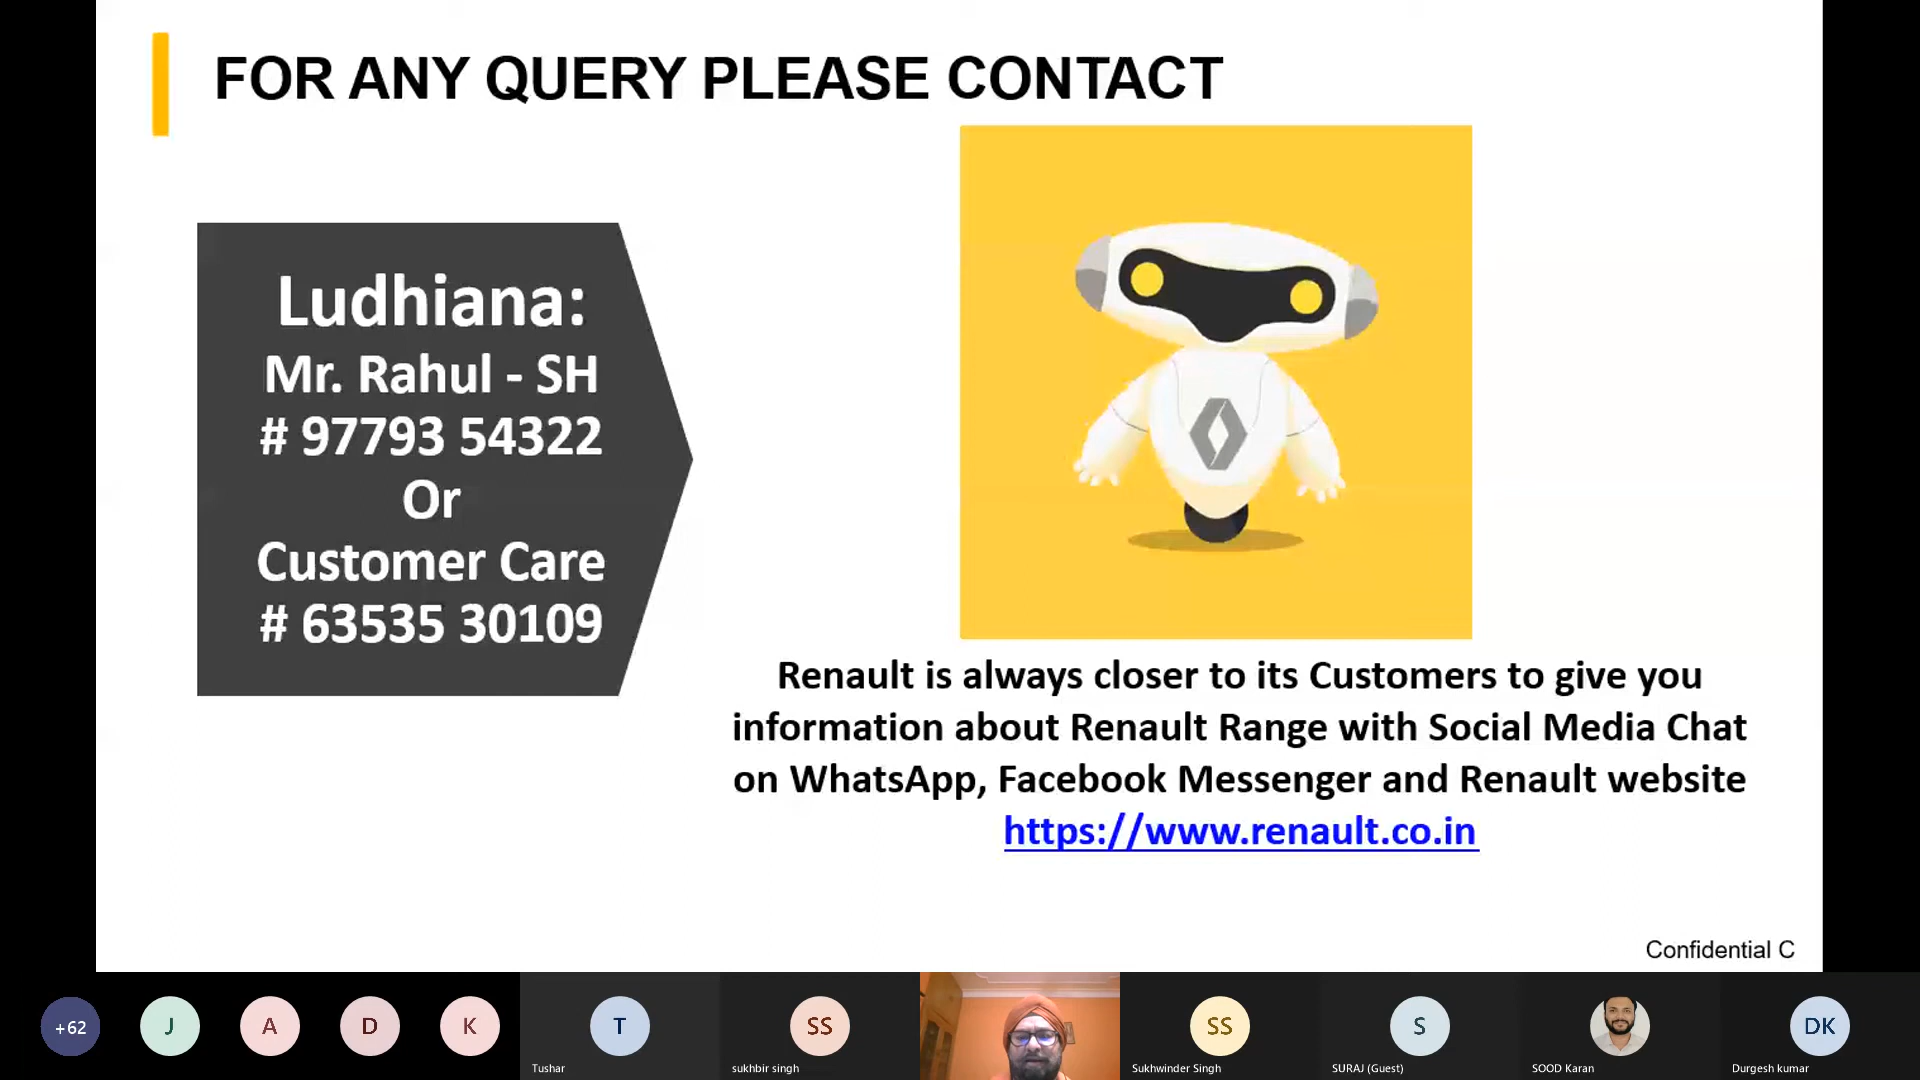 FOR ANY QUERY PLEASE CONTACT
Ludhiana:
Mr. Rahul - SH
# 97793 54322
Or
Customer Care
# 63535 30109
Renault is always closer to its Customers to give you
information about Renault Range with Social Media Chat
on WhatsApp, Facebook Messenger and Renault website
https://www.renault.co.in
Confidential C
+62
J
A
D
K
T
Tushar
SS
sukhbir singh
SS
Sukhwinder Singh
S
SURAJ (Guest)
SOOD Karan
DK
Durgesh kumar